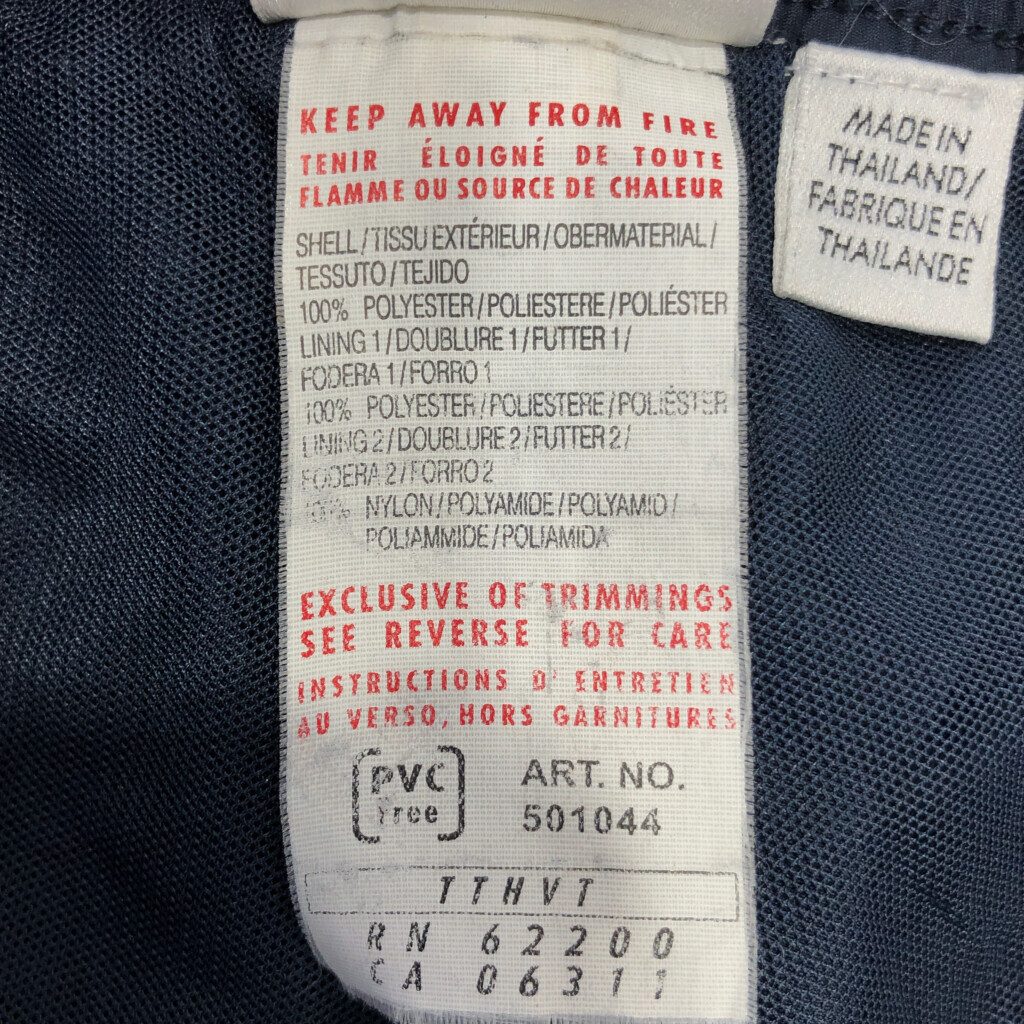 KEEP AWAY FROM FIRE
TENIR ÉLOIGNÉ DE TOUTE
FLAMME OU SOURCE DE CHALEUR
SHELL/TISSU EXTÉRIEUR/OBERMATERIAL/
TESSUTO/TEJIDO
100% POLYESTER/POLIESTERE/POLIÉSTER
LINING 1/DOUBLURE 1/FUTTER 1/
FODERA 1/FORRO 1
100% POLYESTER/POLIESTERE/POLIÉSTER
LINING 2/DOUBLURE 2/FUTTER 2/
FODERA 2/FORRO 2
100% NYLON/POLYAMIDE/POLYAMID/
POLIAMMIDE/POLIAMIDA
EXCLUSIVE OF TRIMMINGS
SEE REVERSE FOR CARE
INSTRUCTIONS D'ENTRETIEN
AU VERSO, HORS GARNITURES
PVC
free
ART. NO.
501044
TTHVT
RN 62200
CA 06311
MADE IN
THAILAND/
FABRIQUE EN
THAILANDE